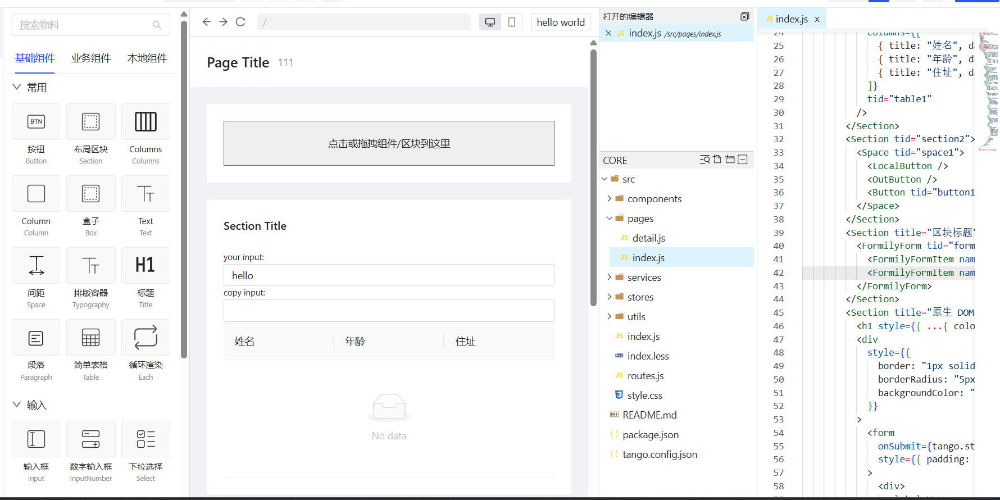 搜索物料
基础组件 业务组件 本地组件
常用
BTN
按钮 布局区块 Columns
Button Section Columns
Column 盒子 Text
Column Box Text
H1
间距 排版容器 标题
Space Typography Title
段落 简单表格 循环渲染
Paragraph Table Each
输入
输入框 数字输入框 下拉选择
Input InputNumber Select
/
hello world
Page Title 111
点击或拖拽组件/区块到这里
Section Title
your input:
hello
copy input:
姓名 年龄 住址
No data
打开的编辑器
JS index.js /src/pages/index.js
CORE
src
components
pages
JS detail.js
JS index.js
services
stores
utils
JS index.js
less index.less
JS routes.js
3 style.css
README.md
{} package.json
{} tango.config.json
JS index.js x
24 columns={[
25 { title: "姓名", d
26 { title: "年龄", d
27 { title: "住址", d
28 ]}
29 tid="table1"
30 />
31 </Section>
32 <Section tid="section2">
33 <Space tid="space1">
34 <LocalButton />
35 <OutButton />
36 <Button tid="button1
37 </Space>
38 </Section>
39 <Section title="区块标题"
40 <FormilyForm tid="form
41 <FormilyFormItem nam
42 <FormilyFormItem nam
43 </FormilyForm>
44 </Section>
45 <Section title="原生 DOM
46 <h1 style={{ ...{ colo
47 <div
48 style={{
49 border: "1px solid
50 borderRadius: "5px
51 backgroundColor: "
52 }}
53 >
54 <form
55 onSubmit={tango.st
56 style={{ padding:
57 >
58 <div>